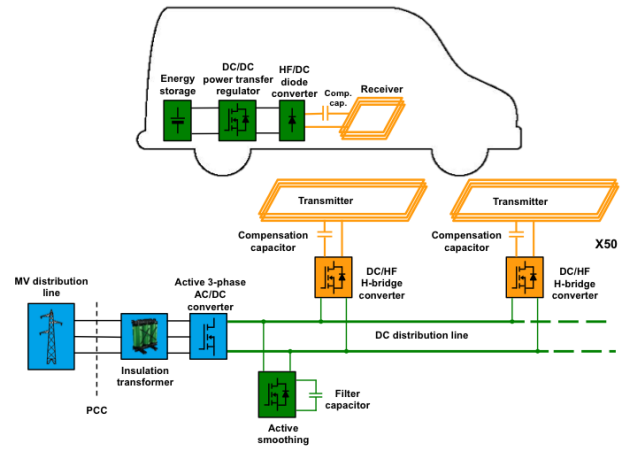 DC/DC
power transfer
regulator
HF/DC
diode
converter
Energy
storage
Comp.
cap.
Receiver
Transmitter
Transmitter
Compensation
capacitor
Compensation
capacitor
X50
DC/HF
H-bridge
converter
DC/HF
H-bridge
converter
MV distribution
line
Active 3-phase
AC/DC
converter
DC distribution line
Insulation
transformer
PCC
Filter
capacitor
Active
smoothing